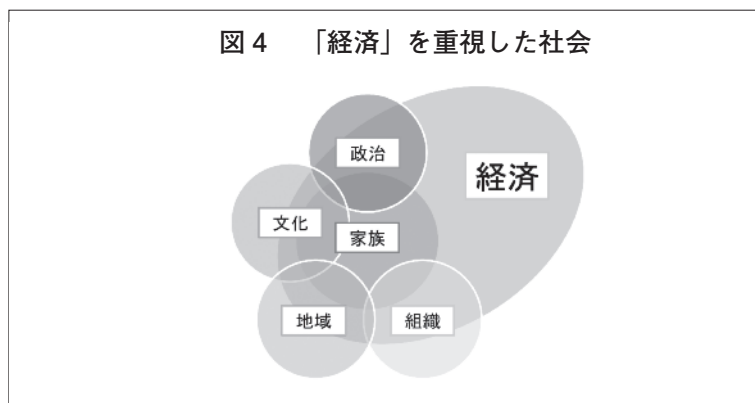 図4 「経済」を重視した社会
政治
経済
文化
家族
地域
組織